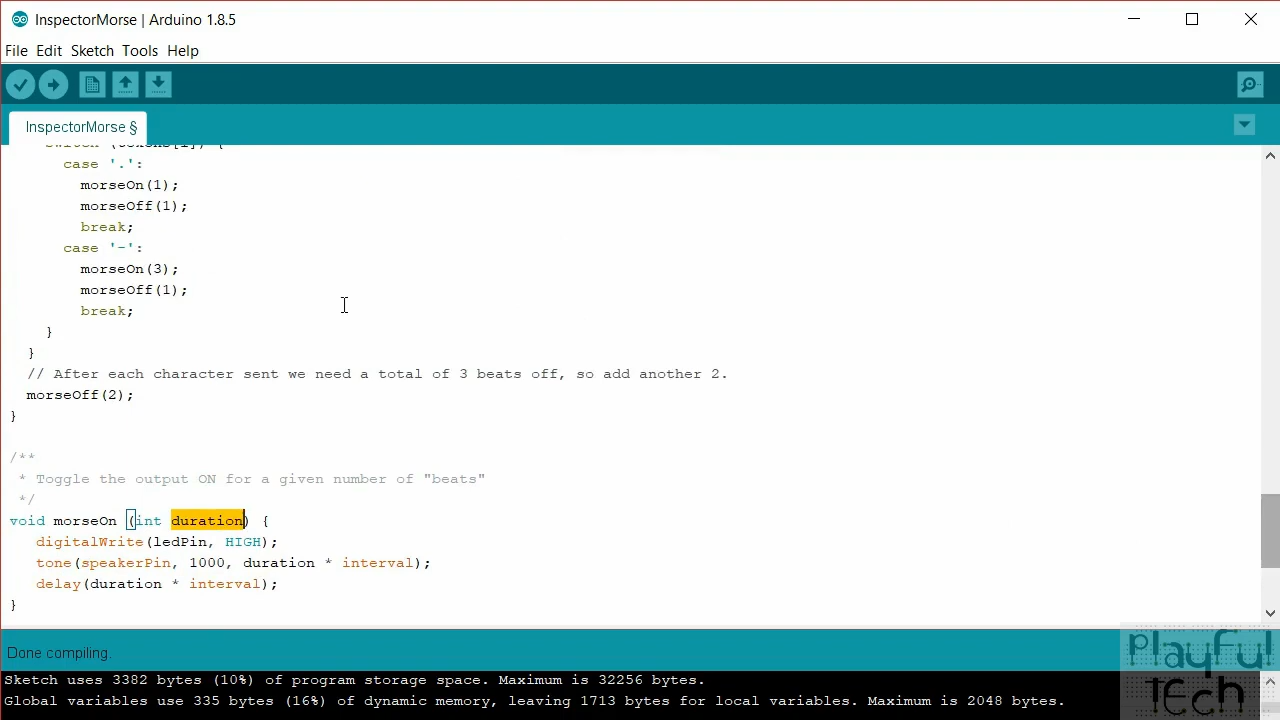 InspectorMorse | Arduino 1.8.5
File Edit Sketch Tools Help
InspectorMorse §
switch (tokens[i]) {
case '.':
morseOn(1);
morseOff(1);
break;
case '-':
morseOn(3);
morseOff(1);
break;
}
}
// After each character sent we need a total of 3 beats off, so add another 2.
morseOff(2);
}
/**
* Toggle the output ON for a given number of "beats"
*/
void morseOn (int duration) {
digitalWrite(ledPin, HIGH);
tone(speakerPin, 1000, duration * interval);
delay(duration * interval);
}
Done compiling.
Sketch uses 3382 bytes (10%) of program storage space. Maximum is 32256 bytes.
Global variables use 335 bytes (16%) of dynamic memory, leaving 1713 bytes for local variables. Maximum is 2048 bytes.
Playful
tech